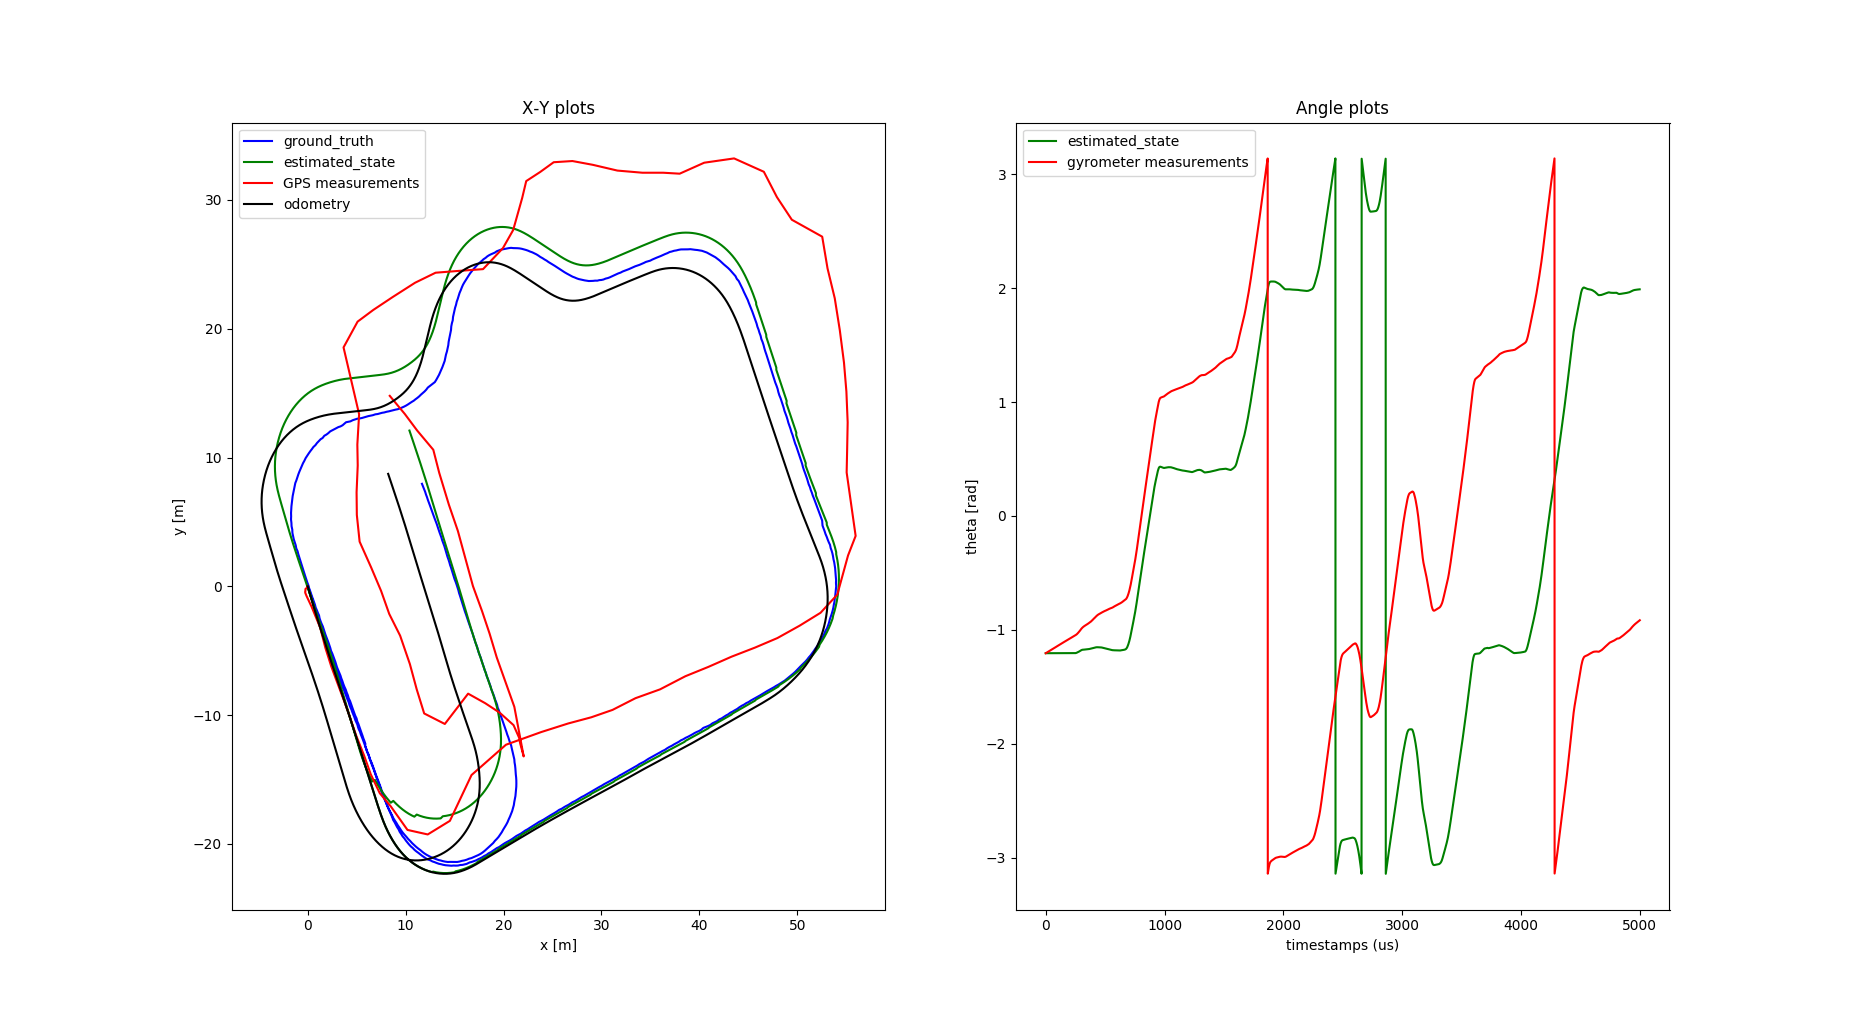 X-Y plots
ground_truth
estimated_state
GPS measurements
odometry
30
20
10
0
−10
−20
y [m]
0
10
20
30
40
50
x [m]
Angle plots
estimated_state
gyrometer measurements
3
2
1
0
−1
−2
−3
theta [rad]
0
1000
2000
3000
4000
5000
timestamps (us)